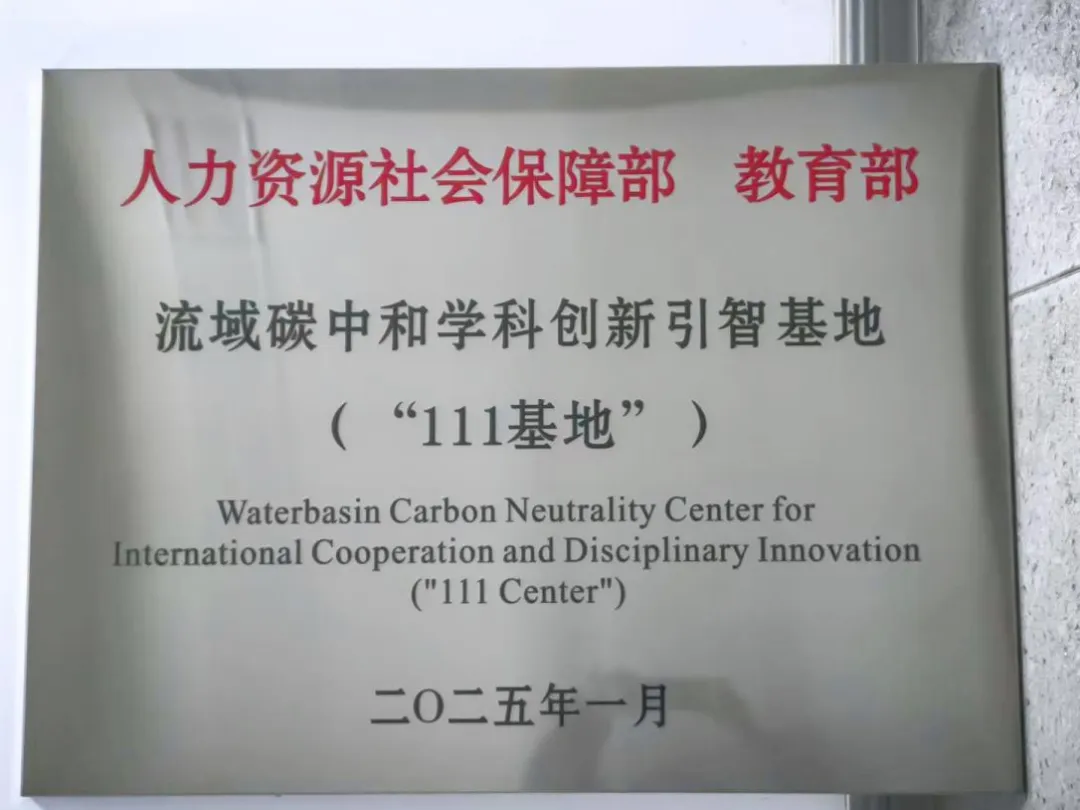 人力资源社会保障部 教育部
流域碳中和学科创新引智基地
（“111基地”）
Waterbasin Carbon Neutrality Center for
International Cooperation and Disciplinary Innovation
("111 Center")
二〇二五年一月